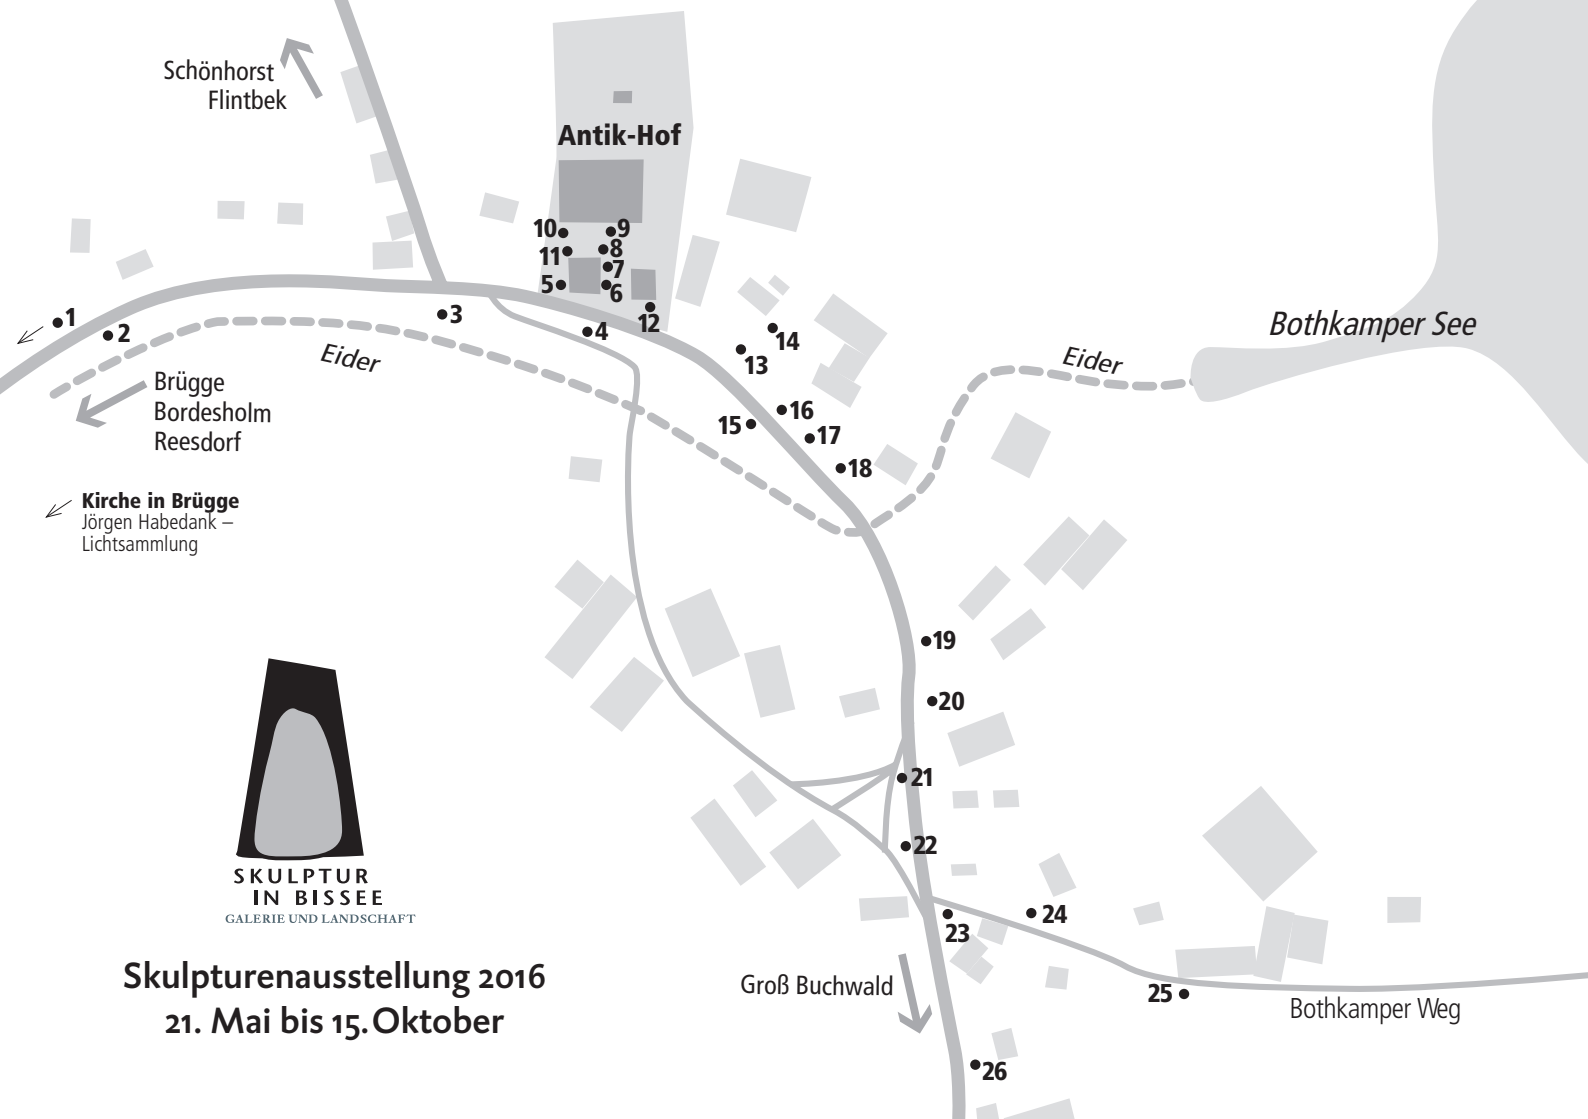 Schönhorst
Flintbek
Antik-Hof
10
9
11
8
7
5
6
12
1
2
3
4
14
13
Eider
Eider
Bothkamper See
Brügge
Bordesholm
Reesdorf
15
16
17
18
Kirche in Brügge
Jörgen Habedank –
Lichtsammlung
19
20
21
22
SKULPTUR
IN BISSEE
GALERIE UND LANDSCHAFT
23
24
25
Skulpturenausstellung 2016
21. Mai bis 15. Oktober
Groß Buchwald
Bothkamper Weg
26